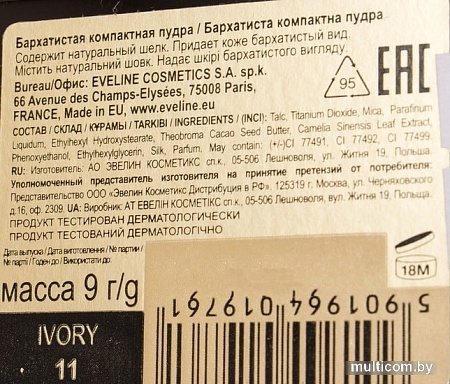 Бархатистая компактная пудра / Бархатиста компактна пудра
Содержит натуральный шелк. Придает коже бархатистый вид.
Містить натуральний шовк. Надає шкірі бархатистого вигляду.
Bureau/Офис: EVELINE COSMETICS S.A. sp.k.
66 Avenue des Champs-Elysées, 75008 Paris,
FRANCE, Made in EU, www.eveline.eu
95
EAC
СОСТАВ / СКЛАД / ҚҰРАМЫ / TARKIBI / INGREDIENTS / (INCI): Talc, Titanium Dioxide, Mica, Parafinum
Liquidum, Ethylhexyl Hydroxystearate, Theobroma Cacao Seed Butter, Camellia Sinensis Leaf Extract,
Phenoxyethanol, Ethylhexylglycerin, Silk, Parfum. May contain (+/-) CI 77491, CI 77492, CI 77499
RU: Изготовитель: АО ЭВЕЛИН КОСМЕТИКС сп.к., 05-506 Лешноволя, ул. Житня 19, Польша.
Уполномоченный представитель изготовителя на принятие претензий от потребителя:
Представительство ООО «Эвелин Косметик Дистрибуция в РФ». 125319 г. Москва, ул. Черняховского
д.16, оф. 2309. UA: Виробник: АТ ЕВЕЛІН КОСМЕТІКС сп.к., 05-506 Лешноволя, вул. Житня 19, Польща.
ПРОДУКТ ТЕСТИРОВАН ДЕРМАТОЛОГИЧЕСКИ
ПРОДУКТ ТЕСТОВАНИЙ ДЕРМАТОЛОГІЧНО
Дата выпуска / Дата виготовлення / № партии /
№ партії / Годен до / Використати до:
18M
масса 9 г/g
5 901964 019761
IVORY
11
www.multicom.by